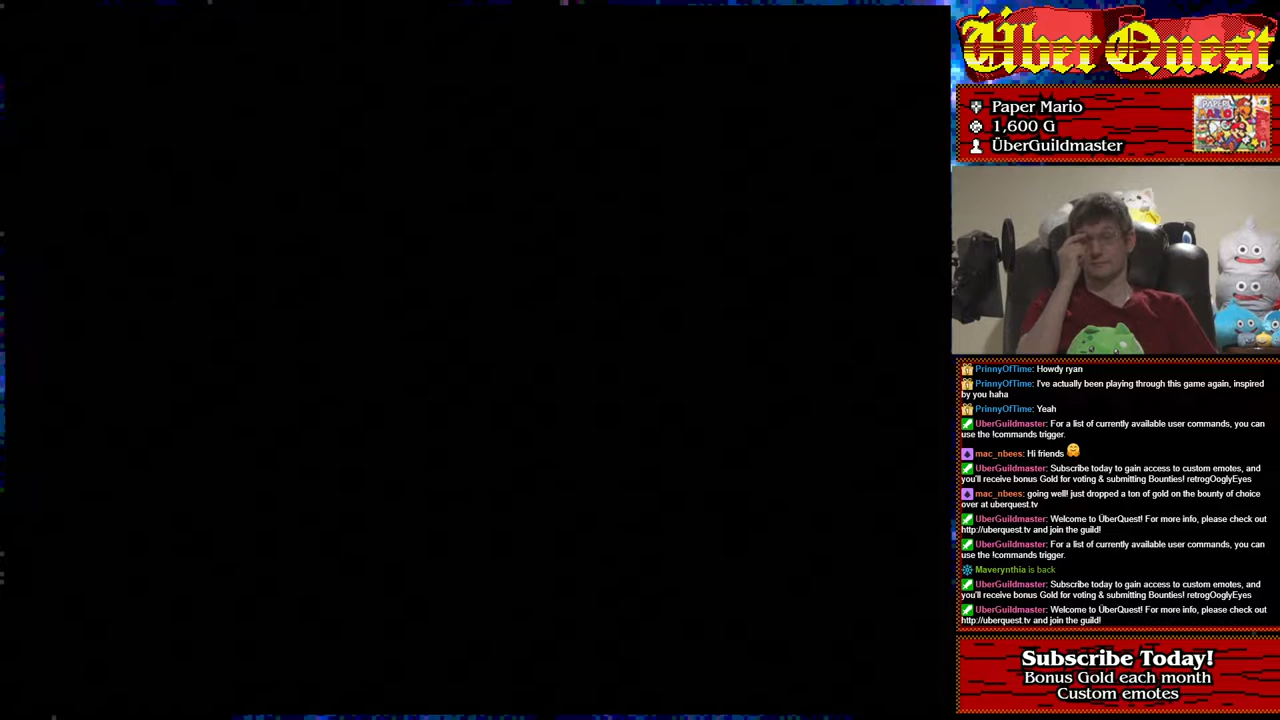 ÜberQuest
Paper Mario
1,600 G
ÜberGuildmaster
PAPER
MARIO
PrinnyOfTime: Howdy ryan
PrinnyOfTime: I've actually been playing through this game again, inspired
by you haha
PrinnyOfTime: Yeah
UberGuildmaster: For a list of currently available user commands, you can
use the !commands trigger.
mac_nbees: Hi friends 🤗
UberGuildmaster: Subscribe today to gain access to custom emotes, and
you'll receive bonus Gold for voting & submitting Bounties! retrogOoglyEyes
mac_nbees: going well! just dropped a ton of gold on the bounty of choice
over at uberquest.tv
UberGuildmaster: Welcome to ÜberQuest! For more info, please check out
http://uberquest.tv and join the guild!
UberGuildmaster: For a list of currently available user commands, you can
use the !commands trigger.
Maverynthia is back
UberGuildmaster: Subscribe today to gain access to custom emotes, and
you'll receive bonus Gold for voting & submitting Bounties! retrogOoglyEyes
UberGuildmaster: Welcome to ÜberQuest! For more info, please check out
http://uberquest.tv and join the guild!
Subscribe Today!
Bonus Gold each month
Custom emotes